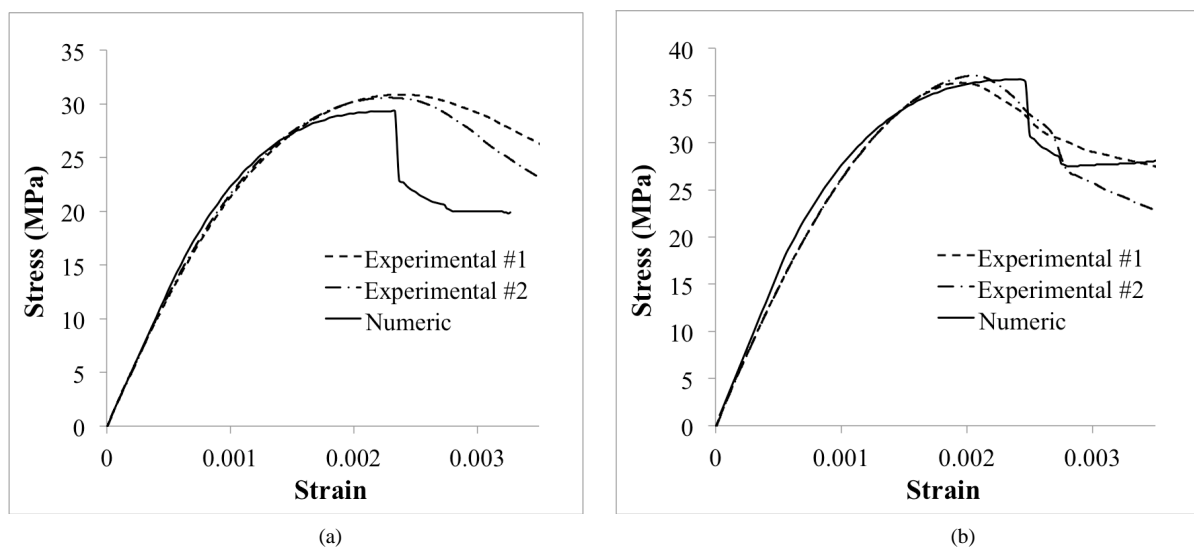 35
30
25
20
15
10
5
0
Stress (MPa)
Experimental #1
Experimental #2
Numeric
0 0.001 0.002 0.003
Strain
(a)
40
35
30
25
20
15
10
5
0
Stress (MPa)
Experimental #1
Experimental #2
Numeric
0 0.001 0.002 0.003
Strain
(b)